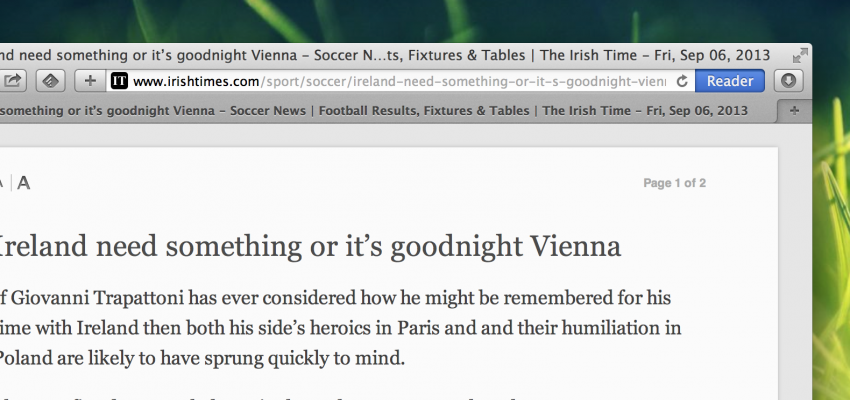 nd need something or it's goodnight Vienna – Soccer N...ts, Fixtures & Tables | The Irish Time – Fri, Sep 06, 2013
IT www.irishtimes.com/sport/soccer/ireland-need-something-or-it-s-goodnight-vien Reader
something or it's goodnight Vienna – Soccer News | Football Results, Fixtures & Tables | The Irish Time – Fri, Sep 06, 2013
A A Page 1 of 2
Ireland need something or it’s goodnight Vienna
f Giovanni Trapattoni has ever considered how he might be remembered for his
ime with Ireland then both his side’s heroics in Paris and and their humiliation in
Poland are likely to have sprung quickly to mind.